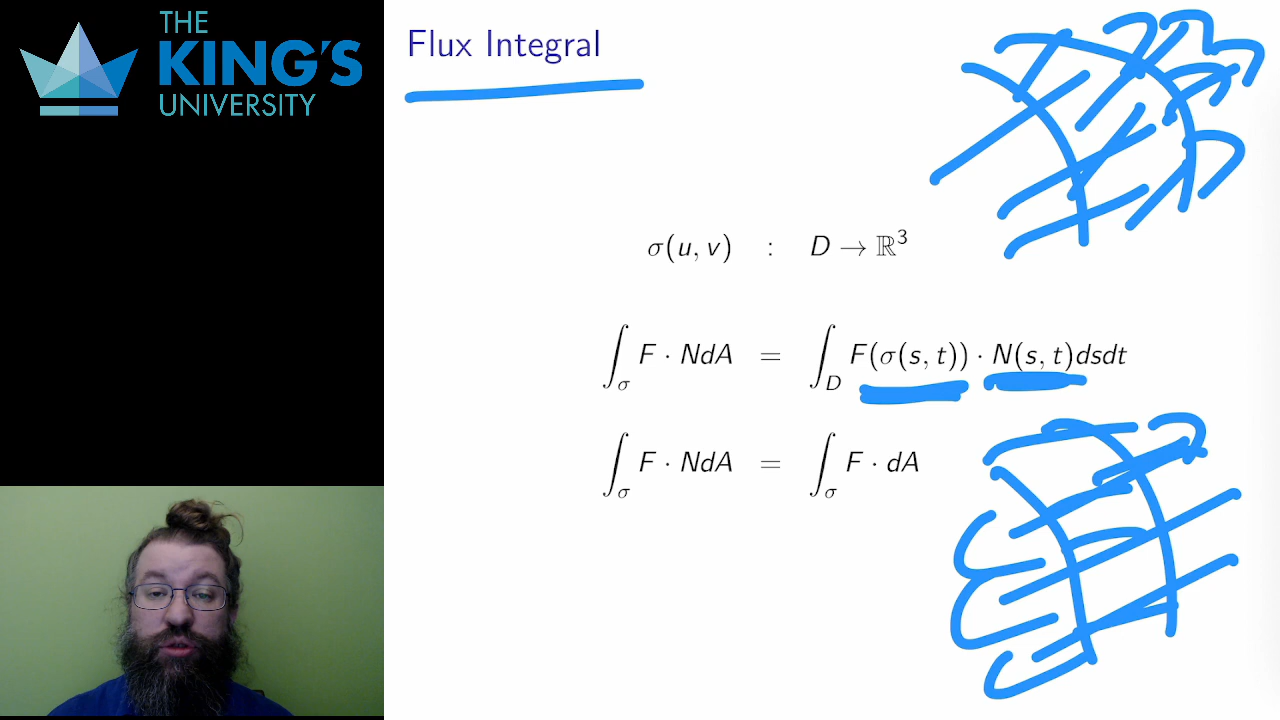 THE
KING'S
UNIVERSITY
Flux Integral
σ(u, v) : D → ℝ³
∫_σ F · NdA = ∫_D F(σ(s, t)) · N(s, t)dsdt
∫_σ F · NdA = ∫_σ F · dA